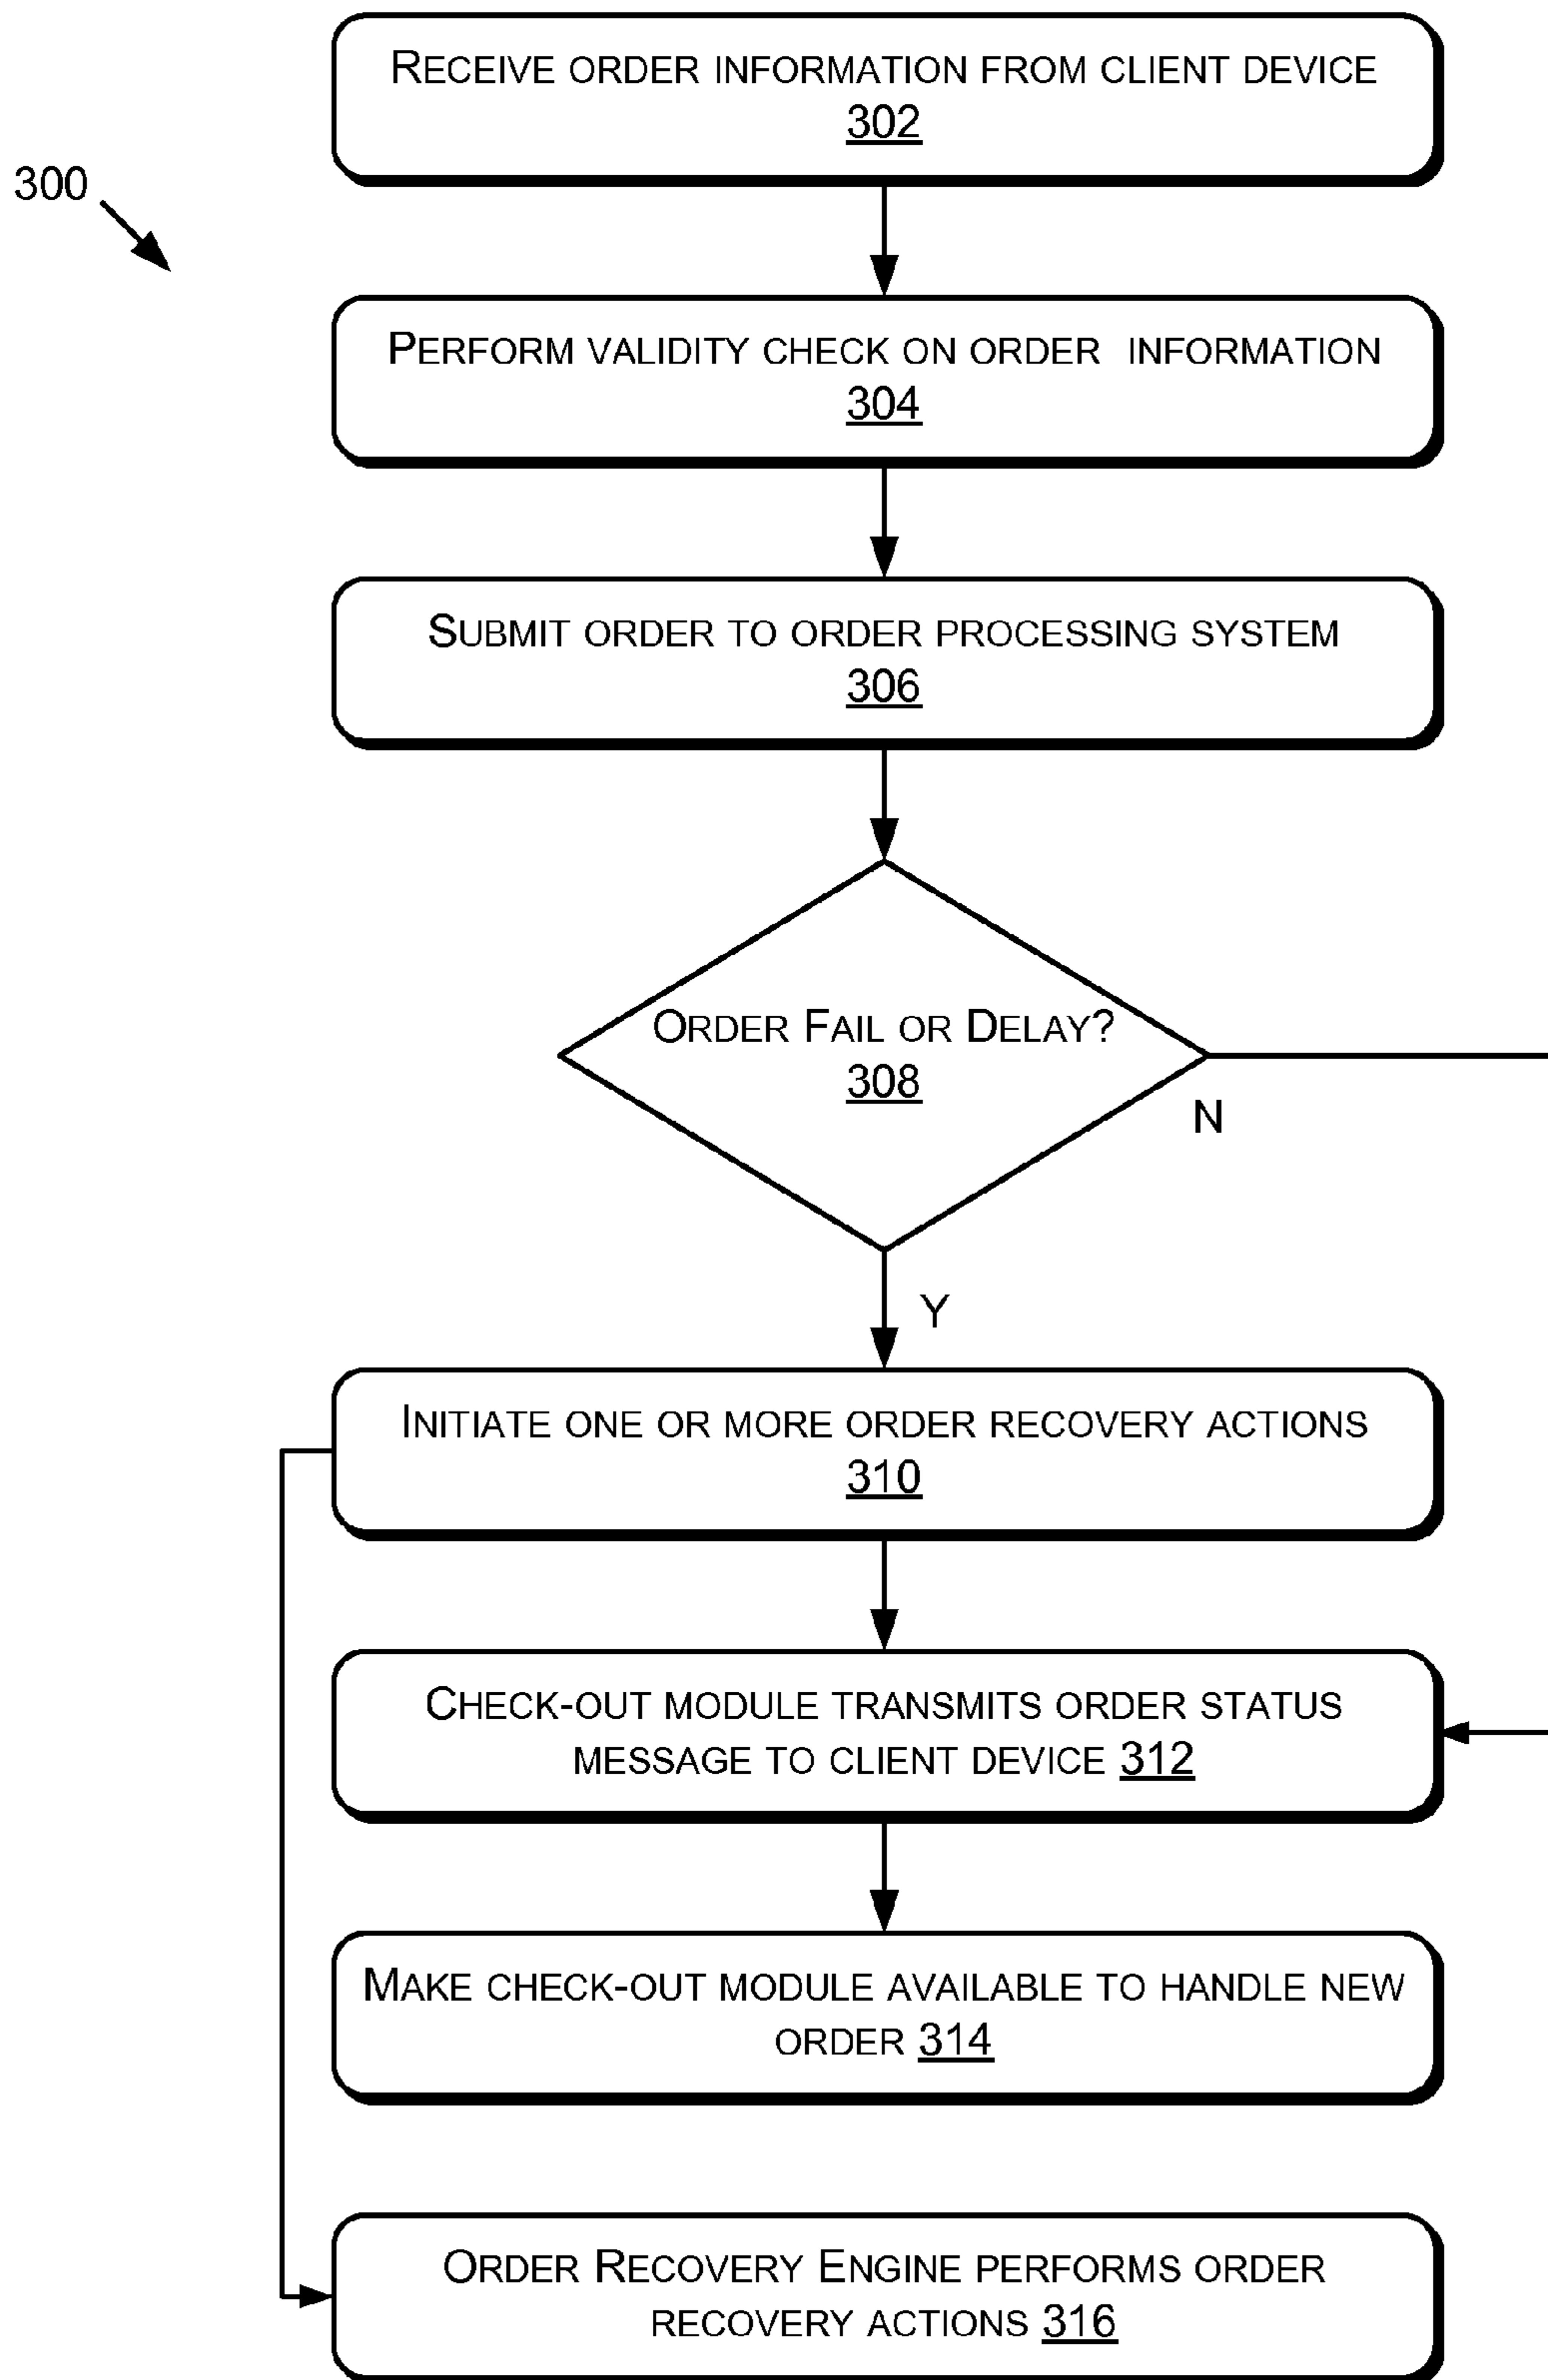 RECEIVE ORDER INFORMATION FROM CLIENT DEVICE
302
300
PERFORM VALIDITY CHECK ON ORDER INFORMATION
304
SUBMIT ORDER TO ORDER PROCESSING SYSTEM
306
ORDER FAIL OR DELAY?
308
N
Y
INITIATE ONE OR MORE ORDER RECOVERY ACTIONS
310
CHECK-OUT MODULE TRANSMITS ORDER STATUS
MESSAGE TO CLIENT DEVICE 312
MAKE CHECK-OUT MODULE AVAILABLE TO HANDLE NEW
ORDER 314
ORDER RECOVERY ENGINE PERFORMS ORDER
RECOVERY ACTIONS 316